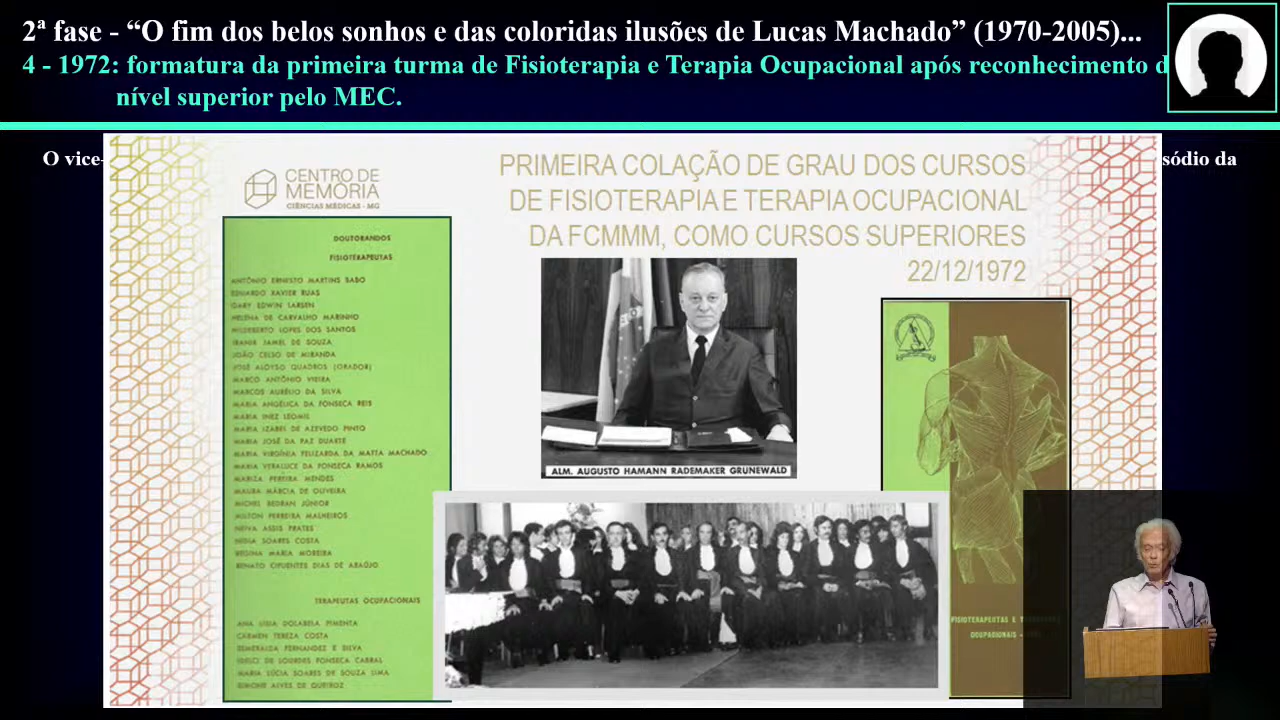 2ª fase - “O fim dos belos sonhos e das coloridas ilusões de Lucas Machado” (1970-2005)...
4 - 1972: formatura da primeira turma de Fisioterapia e Terapia Ocupacional após reconhecimento d
nível superior pelo MEC.
O vice-
sódio da
CENTRO DE
MEMÓRIA
CIÊNCIAS MÉDICAS - MG
PRIMEIRA COLAÇÃO DE GRAU DOS CURSOS
DE FISIOTERAPIA E TERAPIA OCUPACIONAL
DA FCMMM, COMO CURSOS SUPERIORES
22/12/1972
DOUTORANDOS
FISIOTERAPEUTAS
ANTÔNIO ERNISTO MARTINS SABO
EDUARDO XAVIER RUAS
GARY EDWIN LARSEN
HELENA DE CARVALHO MARINHO
HILDEBERTO LOPES DOS SANTOS
IRANIR JAMEL DE SOUZA
JOÃO CELSO DE MIRANDA
JOSÉ ALOYSO QUADROS (ORADOR)
MARCO ANTÔNIO VIEIRA
MARCOS AURÉLIO DA SILVA
MARIA ANGÉLICA DA FONSECA REIS
MARIA INEZ LEOMIL
MARIA IZABEL DE AZEVEDO PINTO
MARIA JOSÉ DA PAZ DUARTE
MARIA VIRGÍNIA FELIZARDA DA MATTA MACHADO
MARIA VERALUCE DA FONSECA RAMOS
MARIZA PEREIRA MENDES
MAURA MÁRCIA DE OLIVEIRA
MICHEL BEDRAN JÚNIOR
MILTON FERREIRA MALHEIROS
NEIVA ASSIS PRATES
NIDIA SOARES COSTA
REGINA MARIA MOREIRA
RENATO CIFUENTES DIAS DE ARAÚJO
TERAPEUTAS OCUPACIONAIS
ANA LISIA DOLABELA PIMENTA
CARMEN TEREZA COSTA
ESMERALDA FERNANDEZ E SILVA
DE LOURDES FONSECA CABRAL
MARIA LÚCIA SOARES DE SOUZA LIMA
SIMONE ALVES DE QUEIROZ
ALM. AUGUSTO HAMANN RADEMAKER GRUNEWALD
FISIOTERAPEUTAS E
OCUPACIONAIS